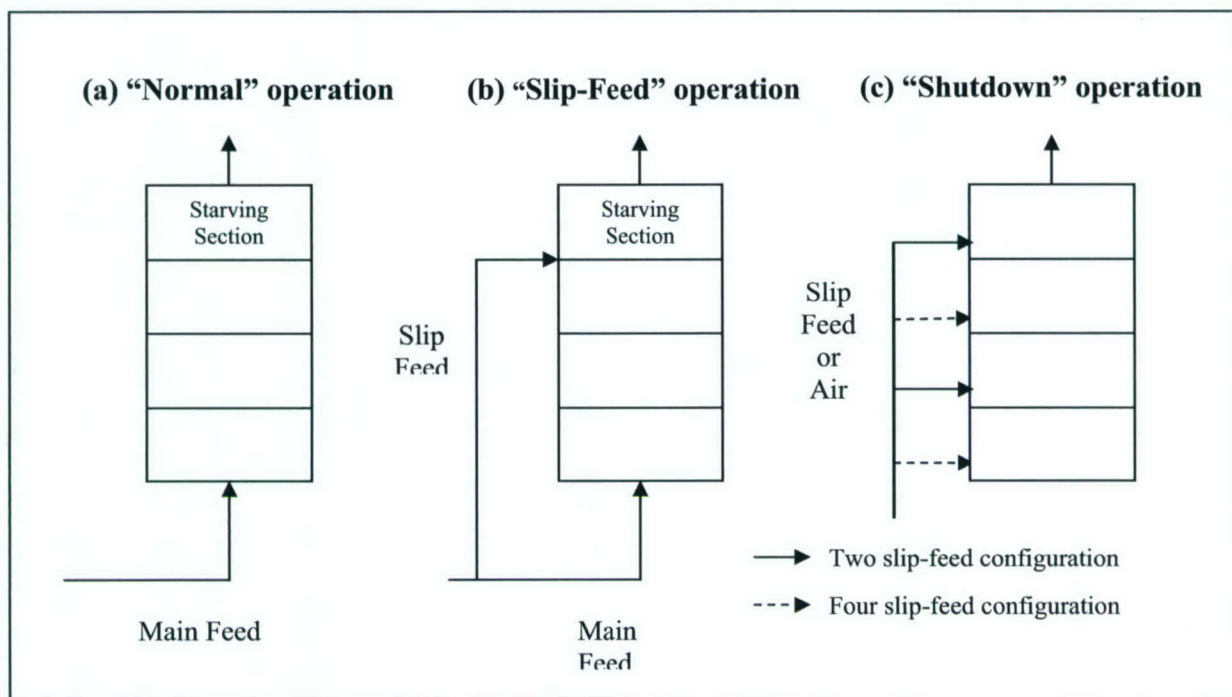 (a) “Normal” operation
(b) “Slip-Feed” operation
(c) “Shutdown” operation
Starving
Section
Main Feed
Starving
Section
Slip
Feed
Main
Feed
Slip
Feed
or
Air
Two slip-feed configuration
Four slip-feed configuration